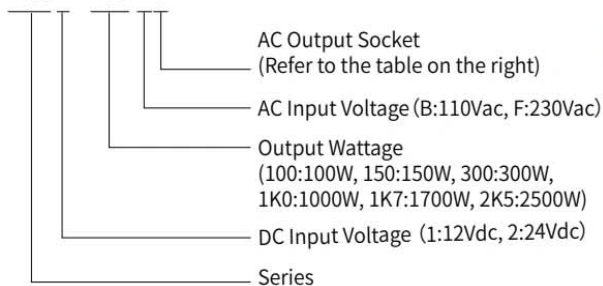 AC Output Socket
(Refer to the table on the right)
AC Input Voltage (B:110Vac, F:230Vac)
Output Wattage
(100:100W, 150:150W, 300:300W,
1K0:1000W, 1K7:1700W, 2K5:2500W)
DC Input Voltage (1:12Vdc, 2:24Vdc)
Series